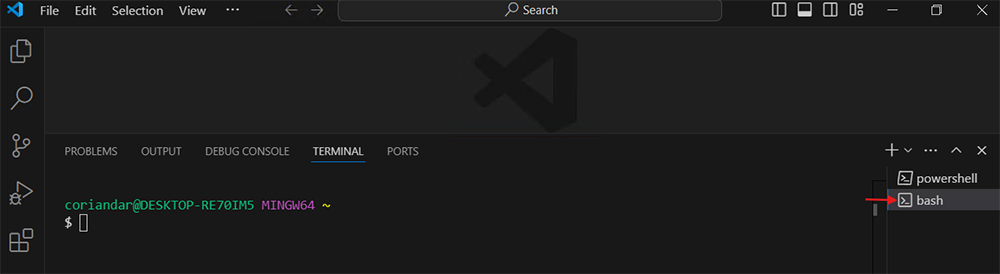 File Edit Selection View ··· Search
PROBLEMS OUTPUT DEBUG CONSOLE TERMINAL PORTS
powershell
coriandar@DESKTOP-RE70IM5 MINGW64 ~ bash
$